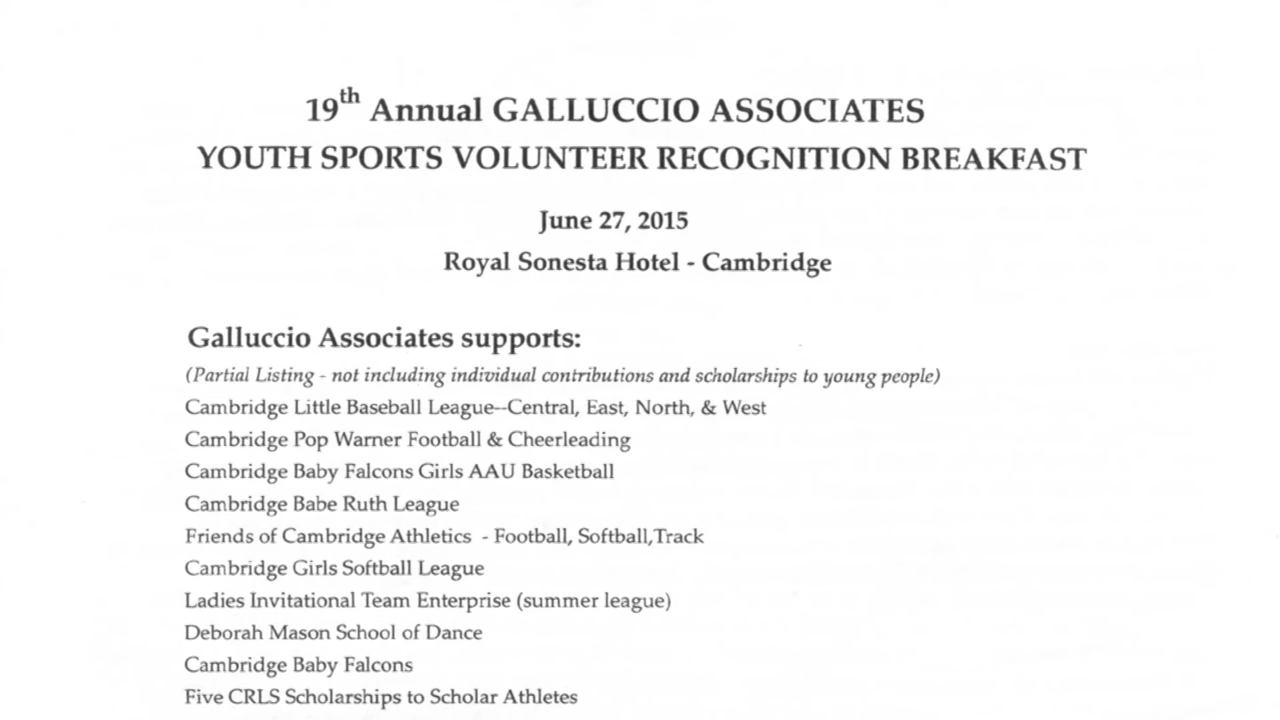 19th Annual GALLUCCIO ASSOCIATES
YOUTH SPORTS VOLUNTEER RECOGNITION BREAKFAST
June 27, 2015
Royal Sonesta Hotel - Cambridge
Galluccio Associates supports:
(Partial Listing - not including individual contributions and scholarships to young people)
Cambridge Little Baseball League--Central, East, North, & West
Cambridge Pop Warner Football & Cheerleading
Cambridge Baby Falcons Girls AAU Basketball
Cambridge Babe Ruth League
Friends of Cambridge Athletics - Football, Softball,Track
Cambridge Girls Softball League
Ladies Invitational Team Enterprise (summer league)
Deborah Mason School of Dance
Cambridge Baby Falcons
Five CRLS Scholarships to Scholar Athletes